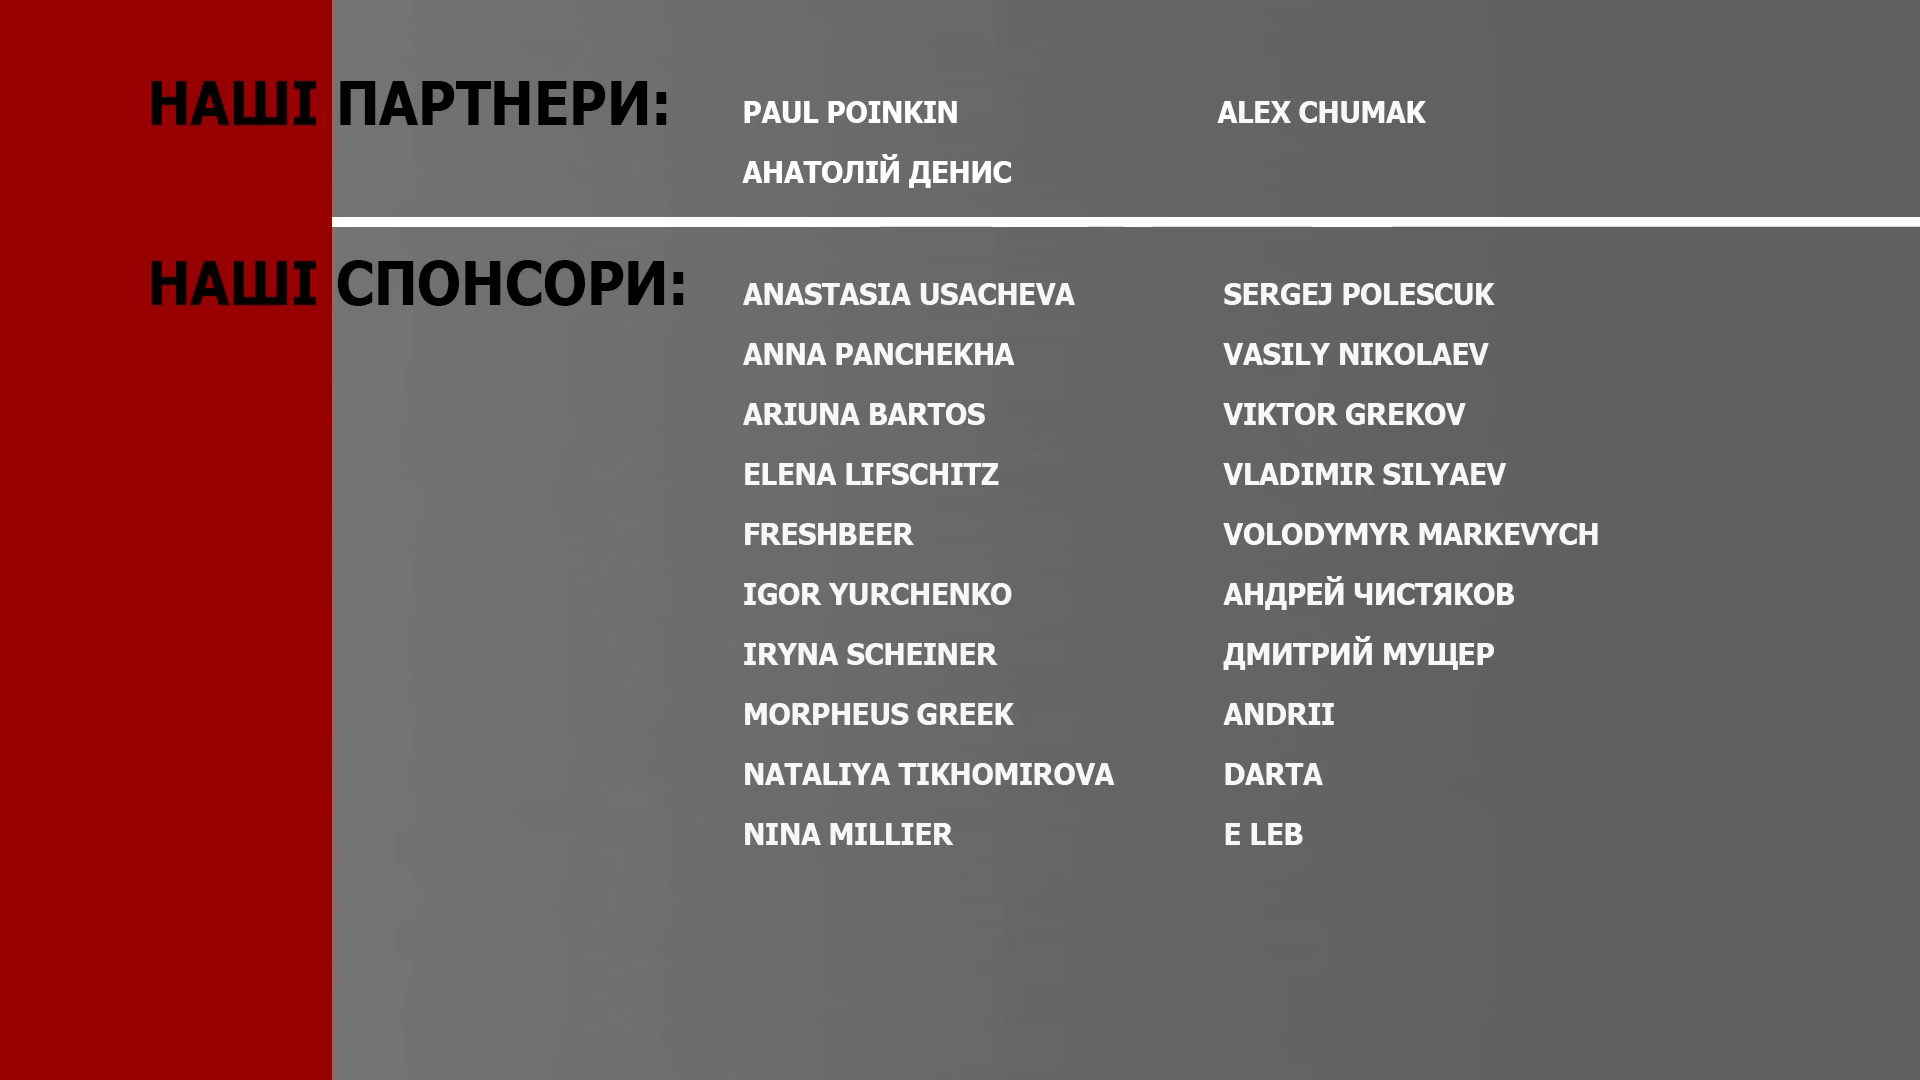 НАШІ ПАРТНЕРИ:
PAUL POINKIN
ALEX CHUMAK
АНАТОЛІЙ ДЕНИС
НАШІ СПОНСОРИ:
ANASTASIA USACHEVA
ANNA PANCHEKHA
ARIUNA BARTOS
ELENA LIFSCHITZ
FRESHBEER
IGOR YURCHENKO
IRYNA SCHEINER
MORPHEUS GREEK
NATALIYA TIKHOMIROVA
NINA MILLIER
SERGEJ POLESCUK
VASILY NIKOLAEV
VIKTOR GREKOV
VLADIMIR SILYAEV
VOLODYMYR MARKEVYCH
АНДРЕЙ ЧИСТЯКОВ
ДМИТРИЙ МУЩЕР
ANDRII
DARTA
E LEB